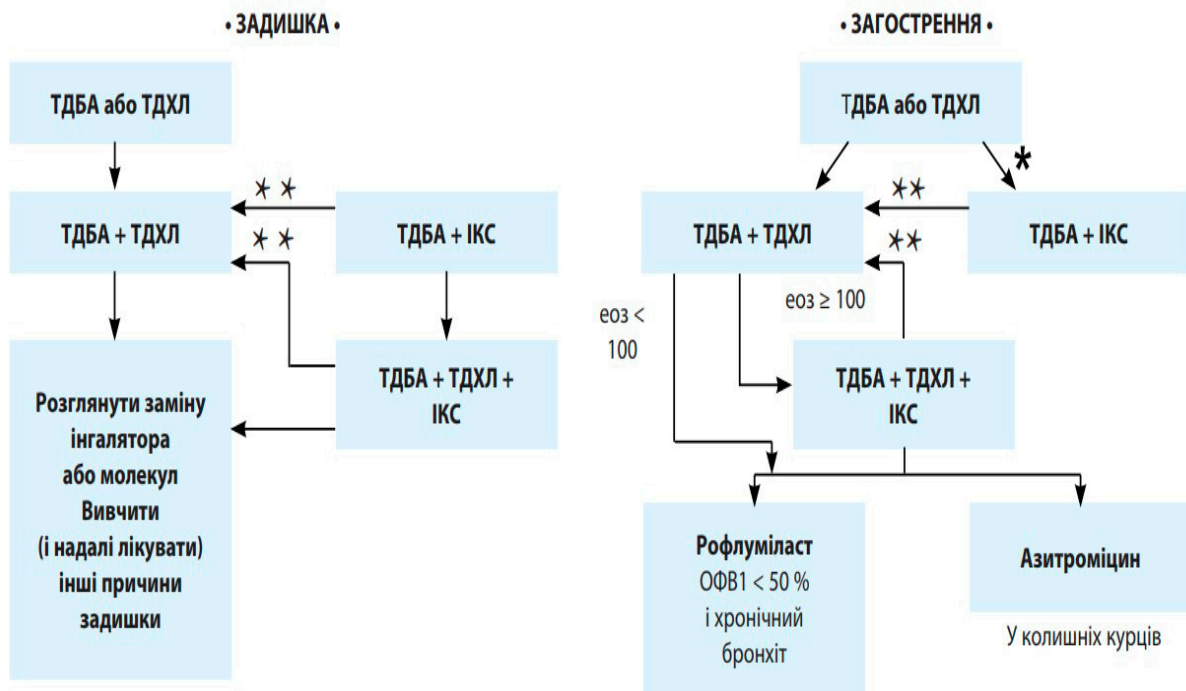 • ЗАДИШКА •
ТДБА або ТДХЛ
* *
ТДБА + ТДХЛ
ТДБА + ІКС
* *
ТДБА + ТДХЛ +
ІКС
Розглянути заміну
інгалятора
або молекул
Вивчити
(і надалі лікувати)
інші причини
задишки
• ЗАГОСТРЕННЯ •
ТДБА або ТДХЛ
*
**
ТДБА + ТДХЛ
ТДБА + ІКС
**
еоз <
100
еоз ≥ 100
ТДБА + ТДХЛ +
ІКС
Рофлуміласт
ОФВ1 < 50 %
і хронічний
бронхіт
Азитроміцин
У колишніх курців